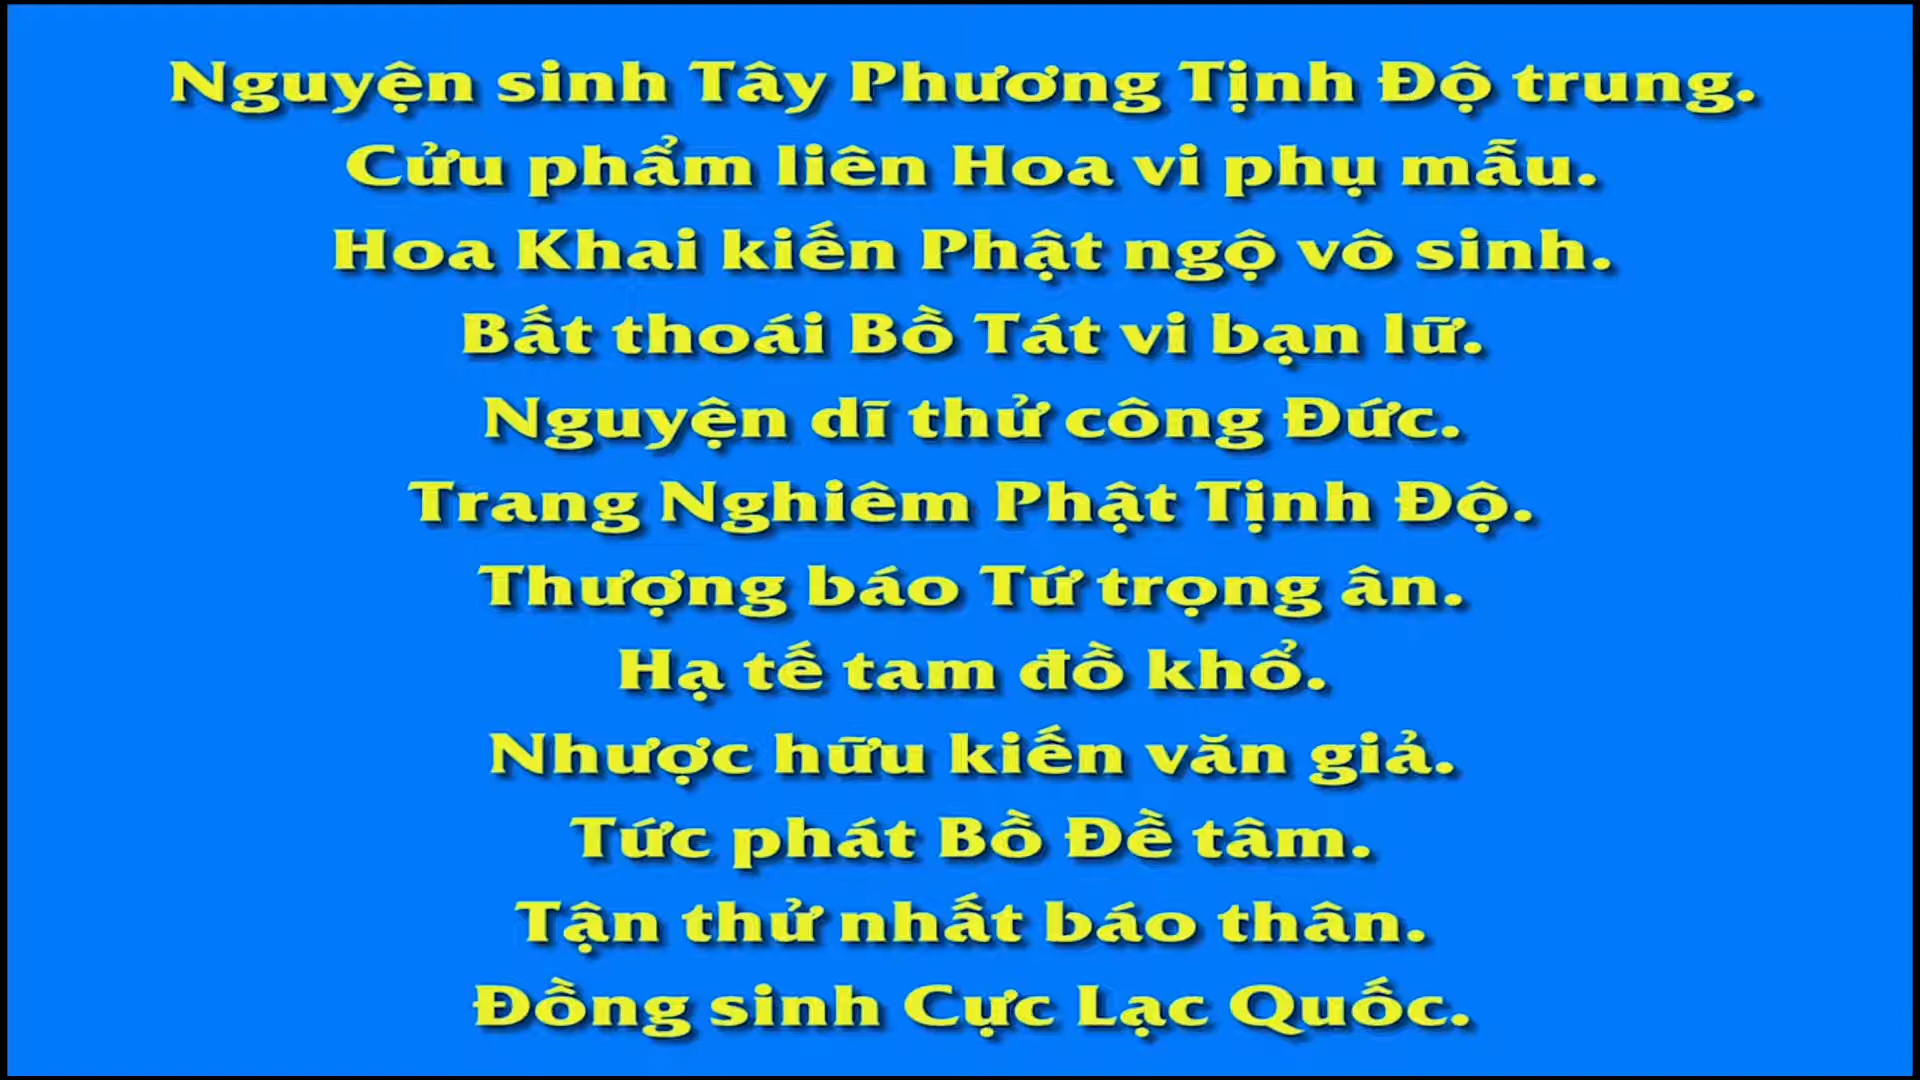 Nguyện sinh Tây Phương Tịnh Độ trung.
Cửu phẩm liên Hoa vi phụ mẫu.
Hoa Khai kiến Phật ngộ vô sinh.
Bất thoái Bồ Tát vi bạn lữ.
Nguyện dĩ thử công Đức.
Trang Nghiêm Phật Tịnh Độ.
Thượng báo Tứ trọng ân.
Hạ tế tam đồ khổ.
Nhược hữu kiến văn giả.
Tức phát Bồ Đề tâm.
Tận thử nhất báo thân.
Đồng sinh Cực Lạc Quốc.